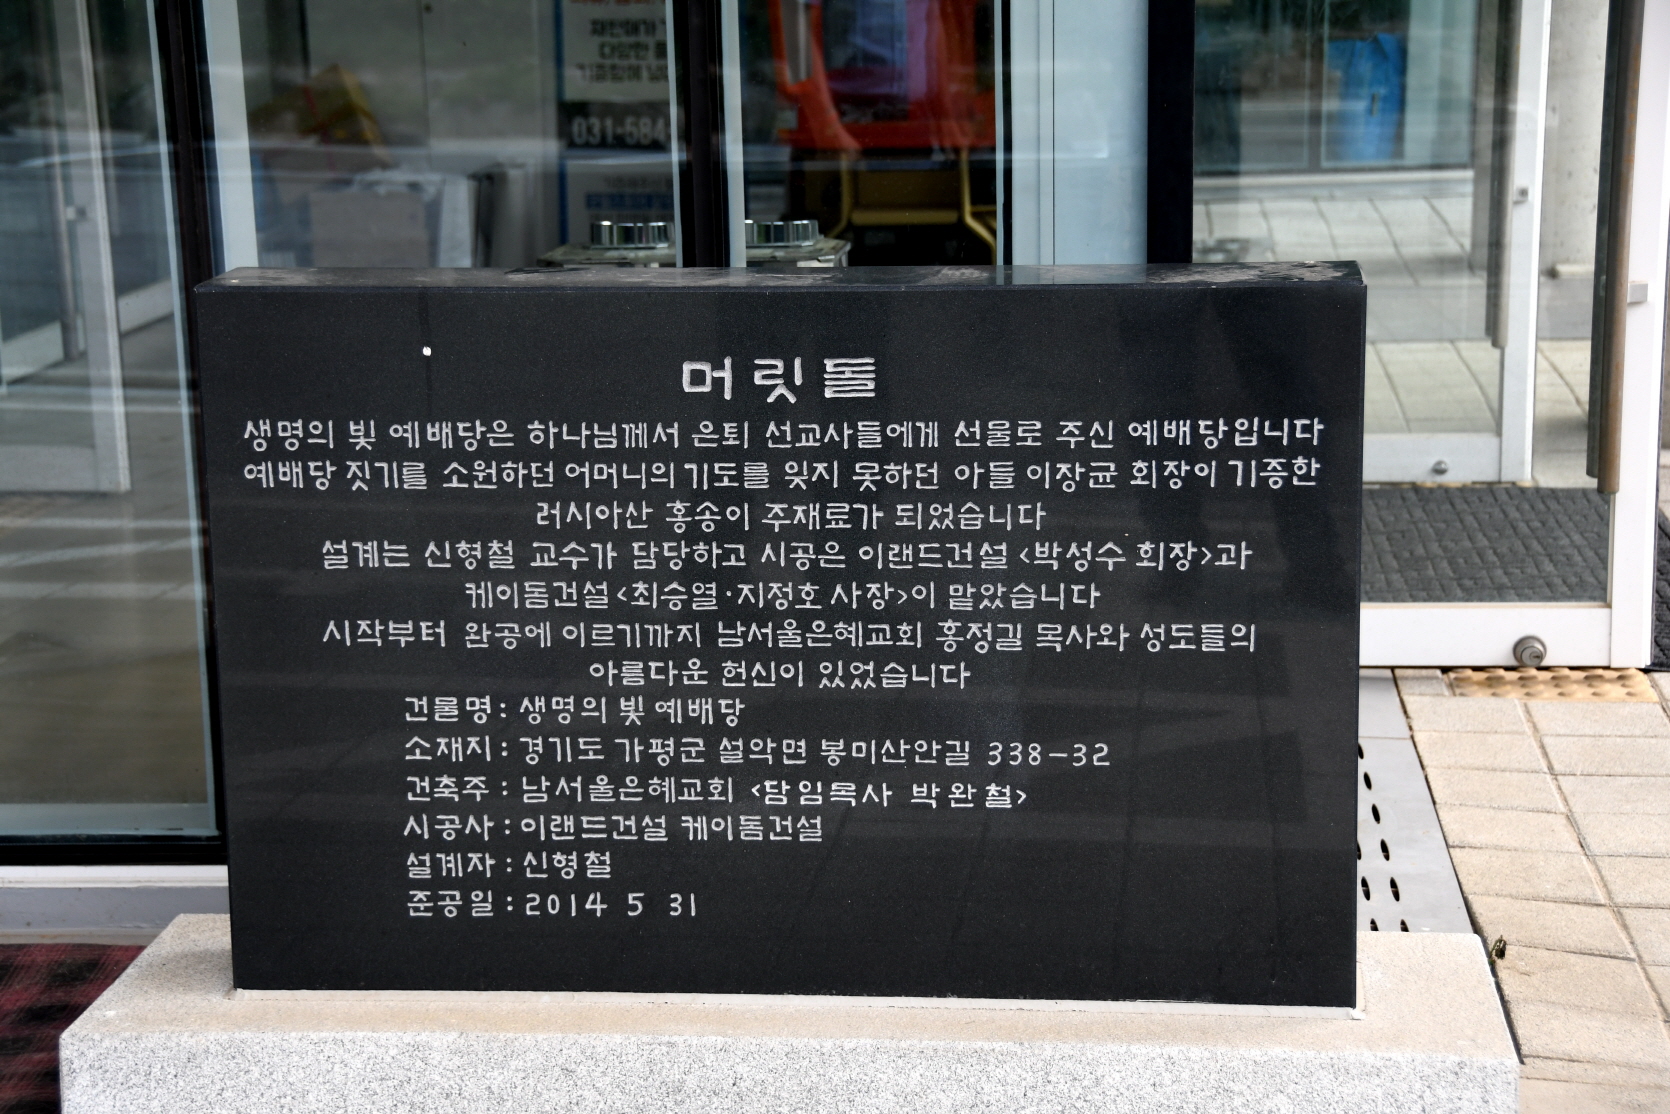 재한매가
다양한
031-584
머릿돌
생명의 빛 예배당은 하나님께서 은퇴 선교사들에게 선물로 주신 예배당입니다
예배당 짓기를 소원하던 어머니의 기도를 잊지 못하던 아들 이장균 회장이 기증한
러시아산 홍송이 주재료가 되었습니다
설계는 신형철 교수가 담당하고 시공은 이랜드건설 <박성수 회장>과
케이돔건설 <최승열·지정호 사장>이 맡았습니다
시작부터 완공에 이르기까지 남서울은혜교회 홍정길 목사와 성도들의
아름다운 헌신이 있었습니다
건물명 : 생명의 빛 예배당
소재지 : 경기도 가평군 설악면 봉미산안길 338-32
건축주 : 남서울은혜교회 <담임목사 박완철>
시공사 : 이랜드건설 케이돔건설
설계자 : 신형철
준공일 : 2014 5 31